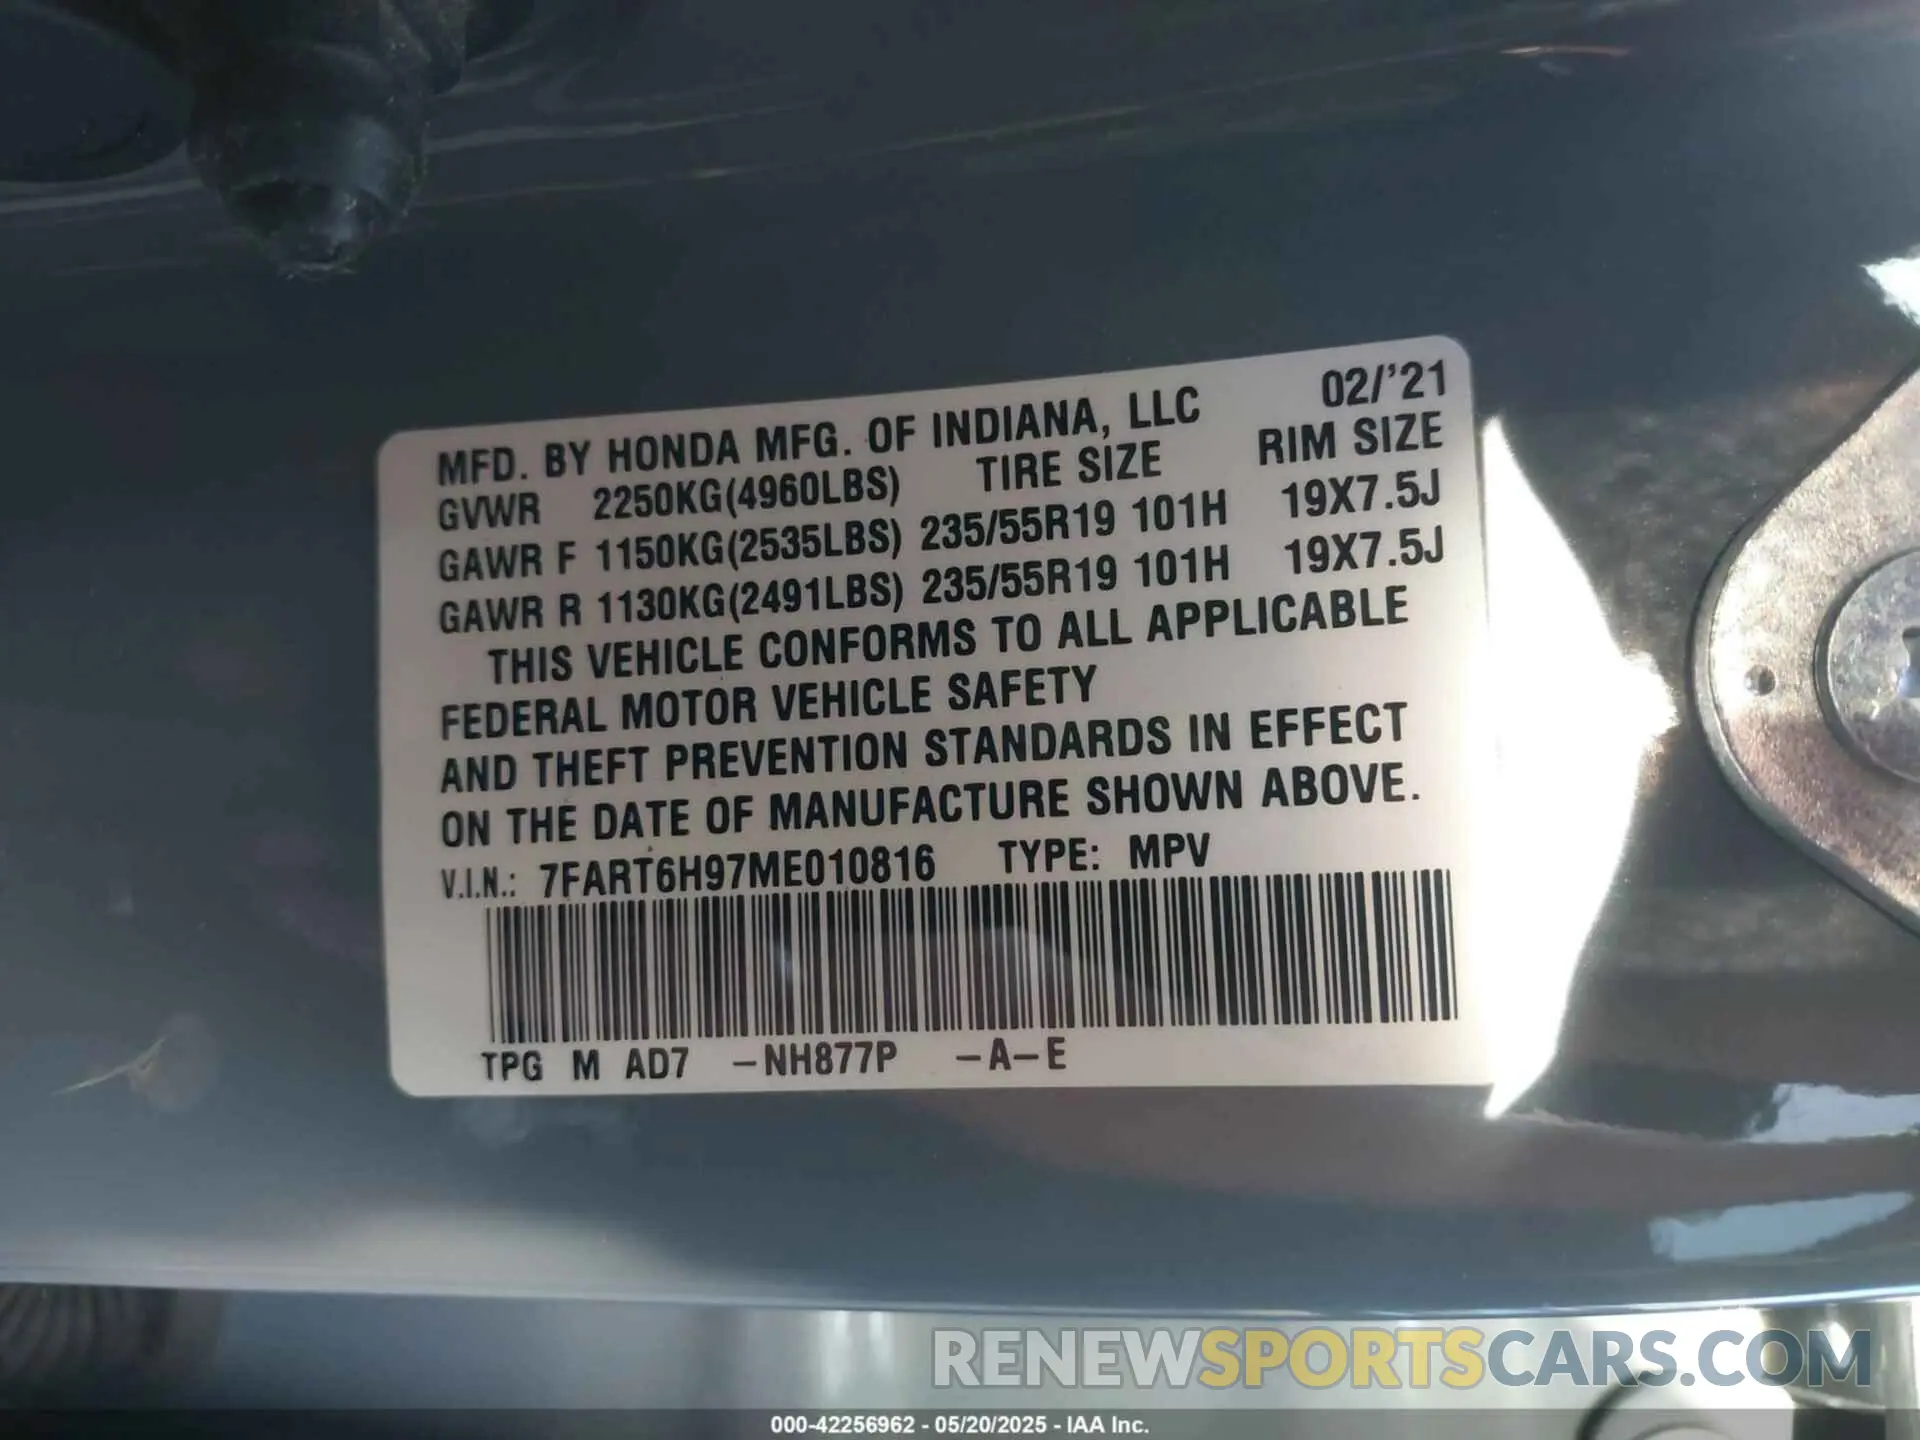 MFD. BY HONDA MFG. OF INDIANA, LLC 02/'21
GVWR 2250KG(4960LBS) TIRE SIZE RIM SIZE
GAWR F 1150KG(2535LBS) 235/55R19 101H 19X7.5J
GAWR R 1130KG(2491LBS) 235/55R19 101H 19X7.5J
THIS VEHICLE CONFORMS TO ALL APPLICABLE
FEDERAL MOTOR VEHICLE SAFETY
AND THEFT PREVENTION STANDARDS IN EFFECT
ON THE DATE OF MANUFACTURE SHOWN ABOVE.
V.I.N.: 7FART6H97ME010816 TYPE: MPV
TPG M AD7 -NH877P -A-E
RENEWSPORTSCARS.COM
000-42256962 - 05/20/2025 - IAA Inc.